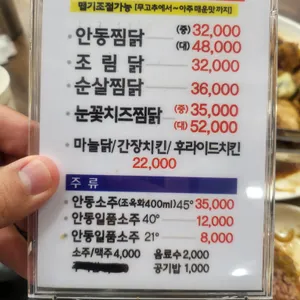 맵기조절가능 [무고추에서~아주 매운맛 까지]
·안동찜닭 (중) 32,000
(대) 48,000
·조림닭 32,000
·순살찜닭 36,000
·눈꽃치즈찜닭 (중) 35,000
(대) 52,000
·마늘닭/간장치킨/후라이드치킨
22,000
주 류
안동소주(조옥화400ml)45° 35,000
안동일품소주 40° 12,000
안동일품소주 21° 8,000
소주/맥주 4,000 음료수2,000
공기밥 1,000